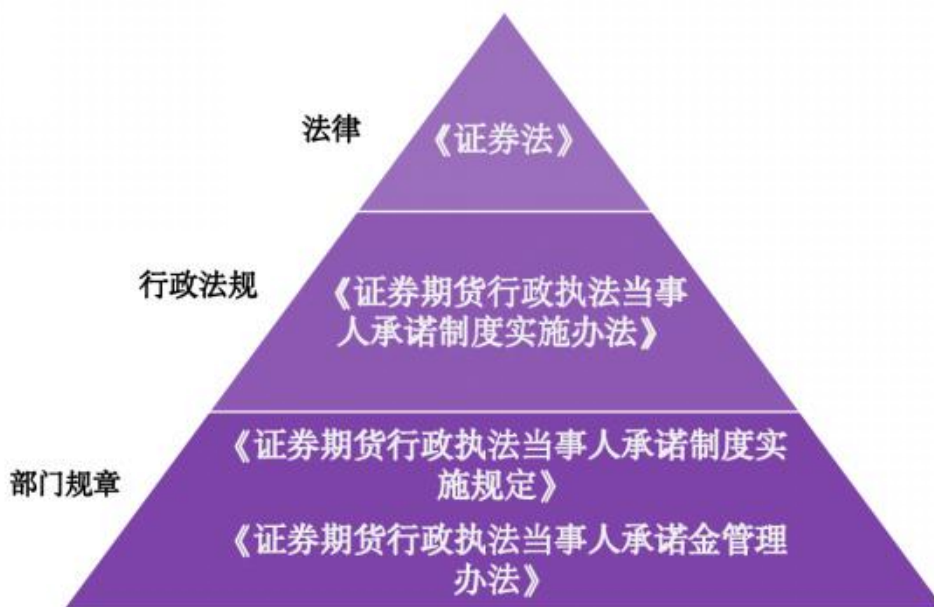 法律
《证券法》
行政法规
《证券期货行政执法当事
人承诺制度实施办法》
部门规章
《证券期货行政执法当事人承诺制度实
施规定》
《证券期货行政执法当事人承诺金管理
办法》